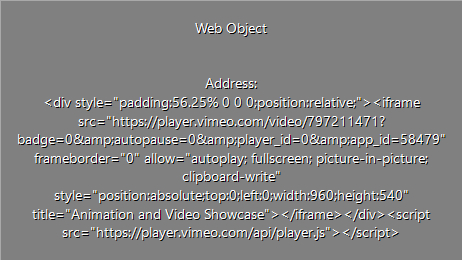 Web Object
Address:
<div style="padding:56.25% 0 0 0;position:relative;"><iframe
src="https://player.vimeo.com/video/797211471?
badge=0&amp;autopause=0&amp;player_id=0&amp;app_id=58479"
frameborder="0" allow="autoplay; fullscreen; picture-in-picture;
clipboard-write"
style="position:absolute;top:0;left:0;width:960;height:540"
title="Animation and Video Showcase"></iframe></div><script
src="https://player.vimeo.com/api/player.js"></script>